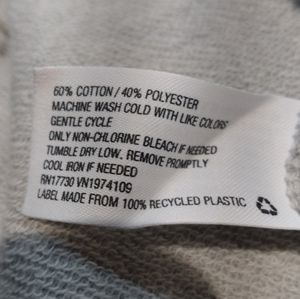 60% COTTON / 40% POLYESTER
MACHINE WASH COLD WITH LIKE COLORS
GENTLE CYCLE
ONLY NON-CHLORINE BLEACH IF NEEDED
TUMBLE DRY LOW. REMOVE PROMPTLY
COOL IRON IF NEEDED
RN17730 VN1974109
LABEL MADE FROM 100% RECYCLED PLASTIC